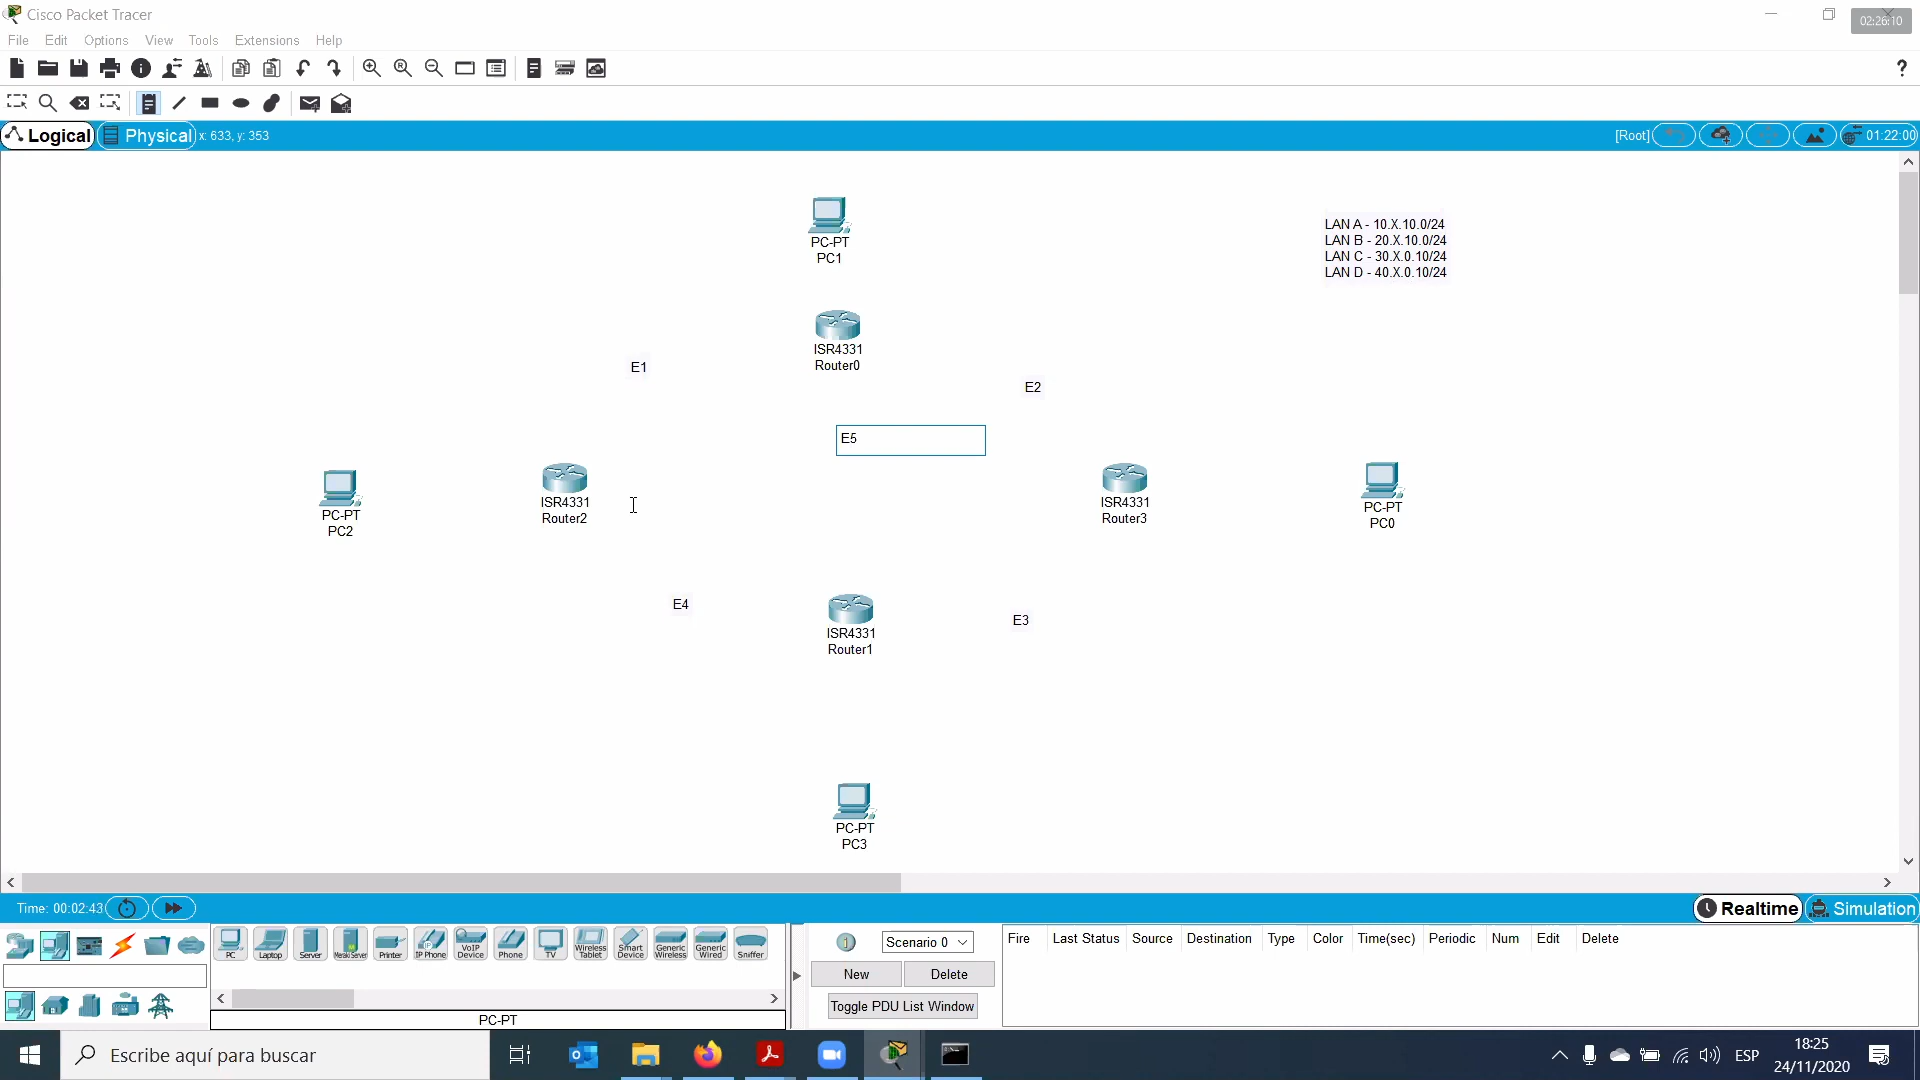 Cisco Packet Tracer
02:26:10
File Edit Options View Tools Extensions Help
?
Logical Physical x: 633, y: 353 [Root] 01:22:00
PC-PT
PC1
LAN A - 10.X.10.0/24
LAN B - 20.X.10.0/24
LAN C - 30.X.0.10/24
LAN D - 40.X.0.10/24
ISR4331
Router0
E1
E2
E5
PC-PT
PC2
ISR4331
Router2
ISR4331
Router3
PC-PT
PC0
E4
ISR4331
Router1
E3
PC-PT
PC3
Time: 00:02:43 Realtime Simulation
PC Laptop Server Meraki Server Printer IP Phone VoIP Device Phone TV Wireless Tablet Smart Device Generic Wireless Generic Wired Sniffer
PC-PT
Scenario 0
New Delete
Toggle PDU List Window
Fire Last Status Source Destination Type Color Time(sec) Periodic Num Edit Delete
Escribe aquí para buscar
ESP
18:25
24/11/2020